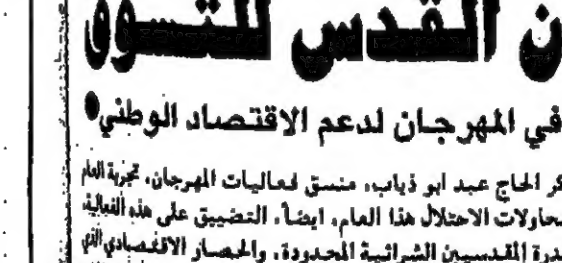 ن القدس للتسوق
في المهرجان لدعم الاقتصاد الوطني●
كر الحاج عبد ابو ذياب، منسق فعاليات المهرجان، تجربة العام
محاولات الاحتلال هذا العام، ايضاً، التضييق على هذه الفعالية،
درة المقدسيين الشرائية المحدودة، والحصار الاقتصادي الذي